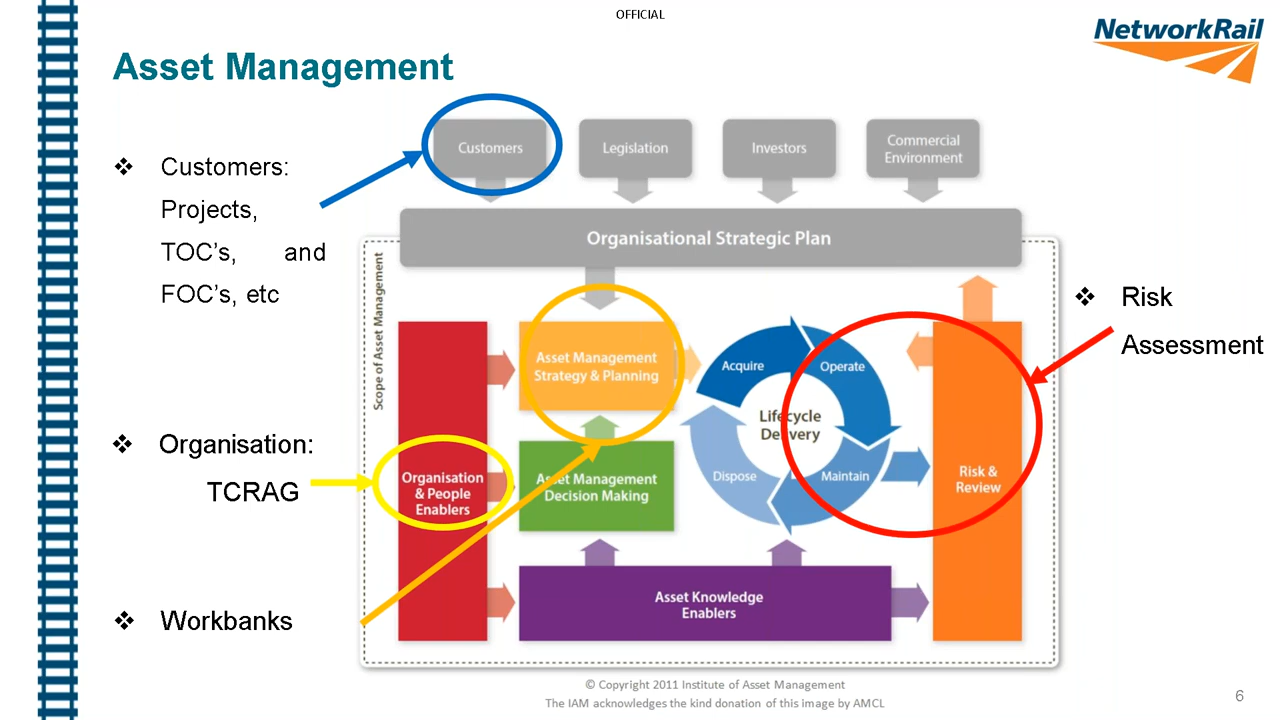 OFFICIAL
NetworkRail
Asset Management
❖ Customers:
Projects,
TOC’s, and
FOC’s, etc
❖ Organisation:
TCRAG
❖ Workbanks
Customers
Legislation
Investors
Commercial
Environment
Organisational Strategic Plan
Scope of Asset Management
Organisation
& People
Enablers
Asset Management
Strategy & Planning
Asset Management
Decision Making
Acquire
Operate
Lifecycle
Delivery
Dispose
Maintain
Risk &
Review
Asset Knowledge
Enablers
❖ Risk
Assessment
© Copyright 2011 Institute of Asset Management
The IAM acknowledges the kind donation of this image by AMCL
6